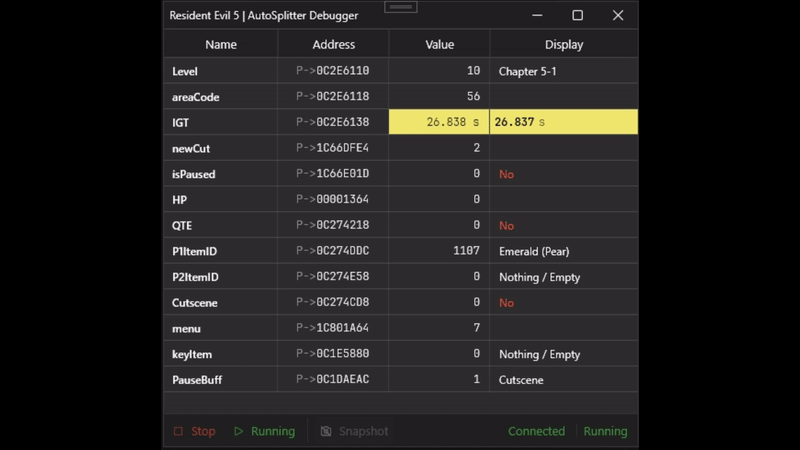 Resident Evil 5 | AutoSplitter Debugger
Name Address Value Display
Level P->0C2E6110 10 Chapter 5-1
areaCode P->0C2E6118 56
IGT P->0C2E6138 26.838 s 26.837 s
newCut P->1C66DFE4 2
isPaused P->1C66E01D 0 No
HP P->00001364 0
QTE P->0C274218 0 No
P1ItemID P->0C274DDC 1107 Emerald (Pear)
P2ItemID P->0C274E58 0 Nothing / Empty
Cutscene P->0C274CD8 0 No
menu P->1C801A64 7
keyItem P->0C1E5880 0 Nothing / Empty
PauseBuff P->0C1DAEAC 1 Cutscene
Stop Running Snapshot Connected Running